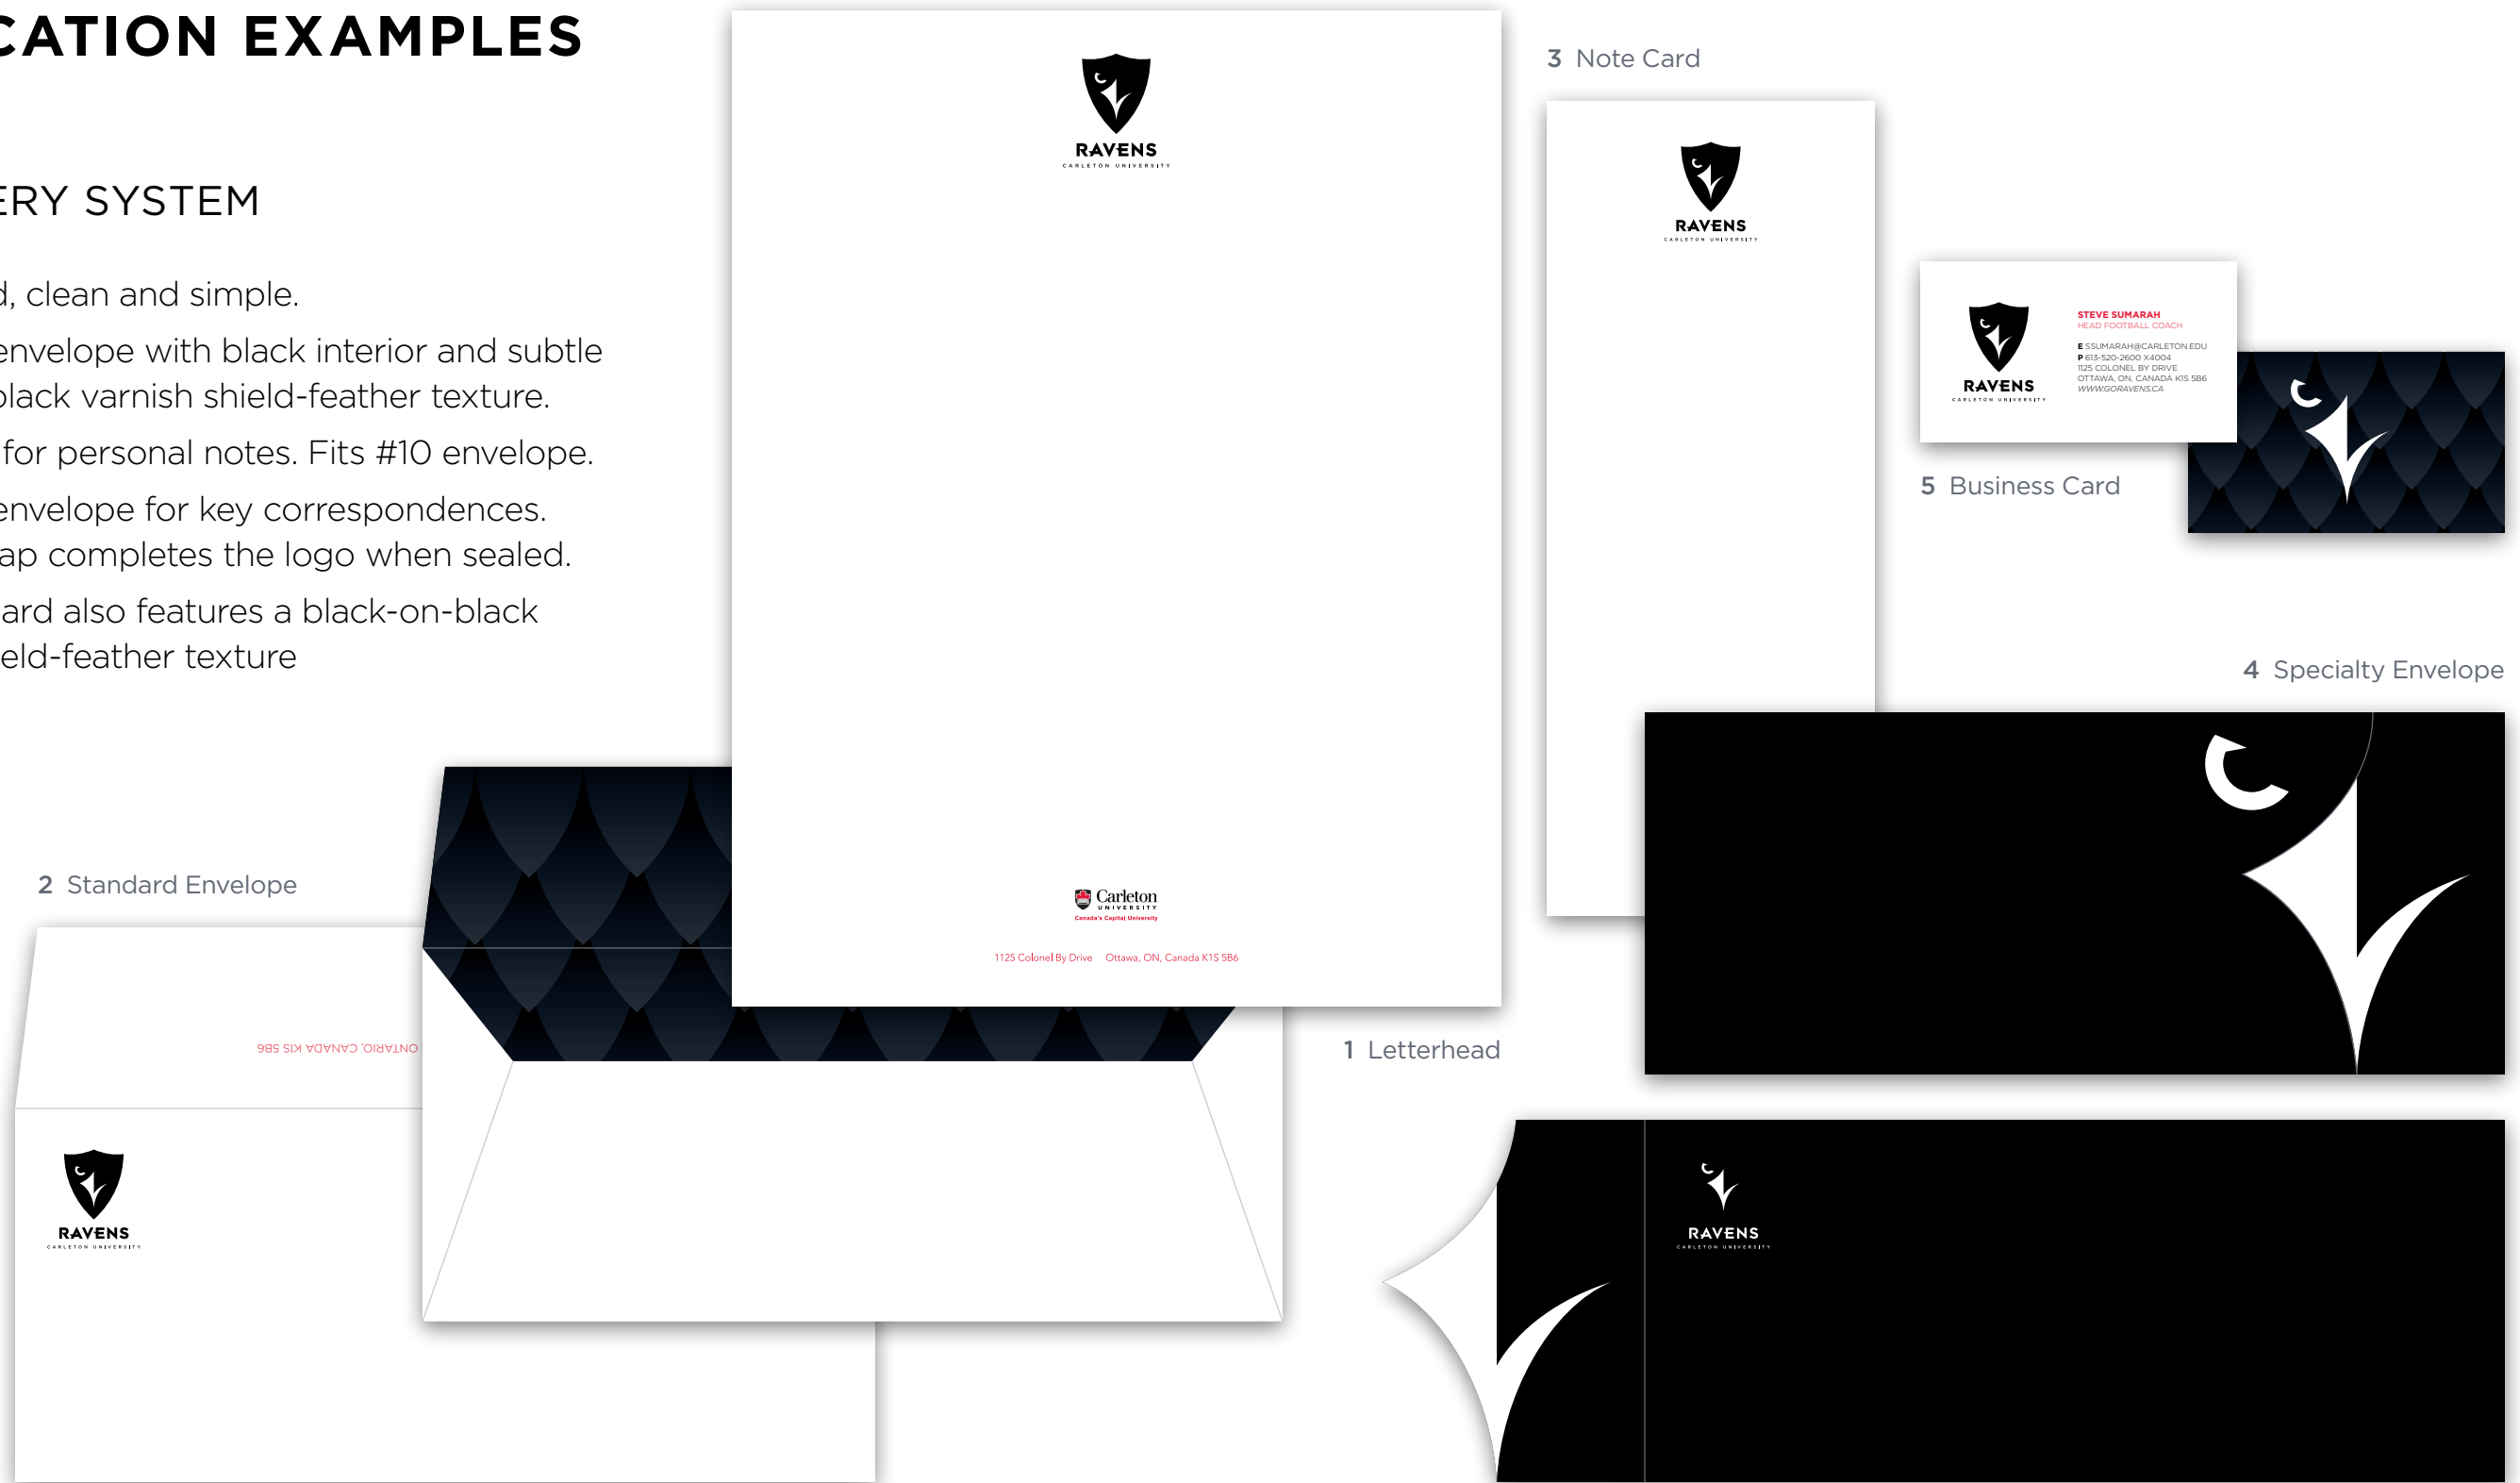 CATION EXAMPLES
ERY SYSTEM
d, clean and simple.
envelope with black interior and subtle
black varnish shield-feather texture.
for personal notes. Fits #10 envelope.
envelope for key correspondences.
ap completes the logo when sealed.
ard also features a black-on-black
eld-feather texture
RAVENS
CARLETON UNIVERSITY
Carleton
UNIVERSITY
Canada's Capital University
1125 Colonel By Drive Ottawa, ON, Canada K1S 5B6
1 Letterhead
2 Standard Envelope
ONTARIO, CANADA K1S 5B6
RAVENS
CARLETON UNIVERSITY
3 Note Card
RAVENS
CARLETON UNIVERSITY
RAVENS
CARLETON UNIVERSITY
STEVE SUMARAH
HEAD FOOTBALL COACH
E SSUMARAH@CARLETON.EDU
P 613-520-2600 X4004
1125 COLONEL BY DRIVE
OTTAWA, ON, CANADA K1S 5B6
WWW.GORAVENS.CA
5 Business Card
4 Specialty Envelope
RAVENS
CARLETON UNIVERSITY